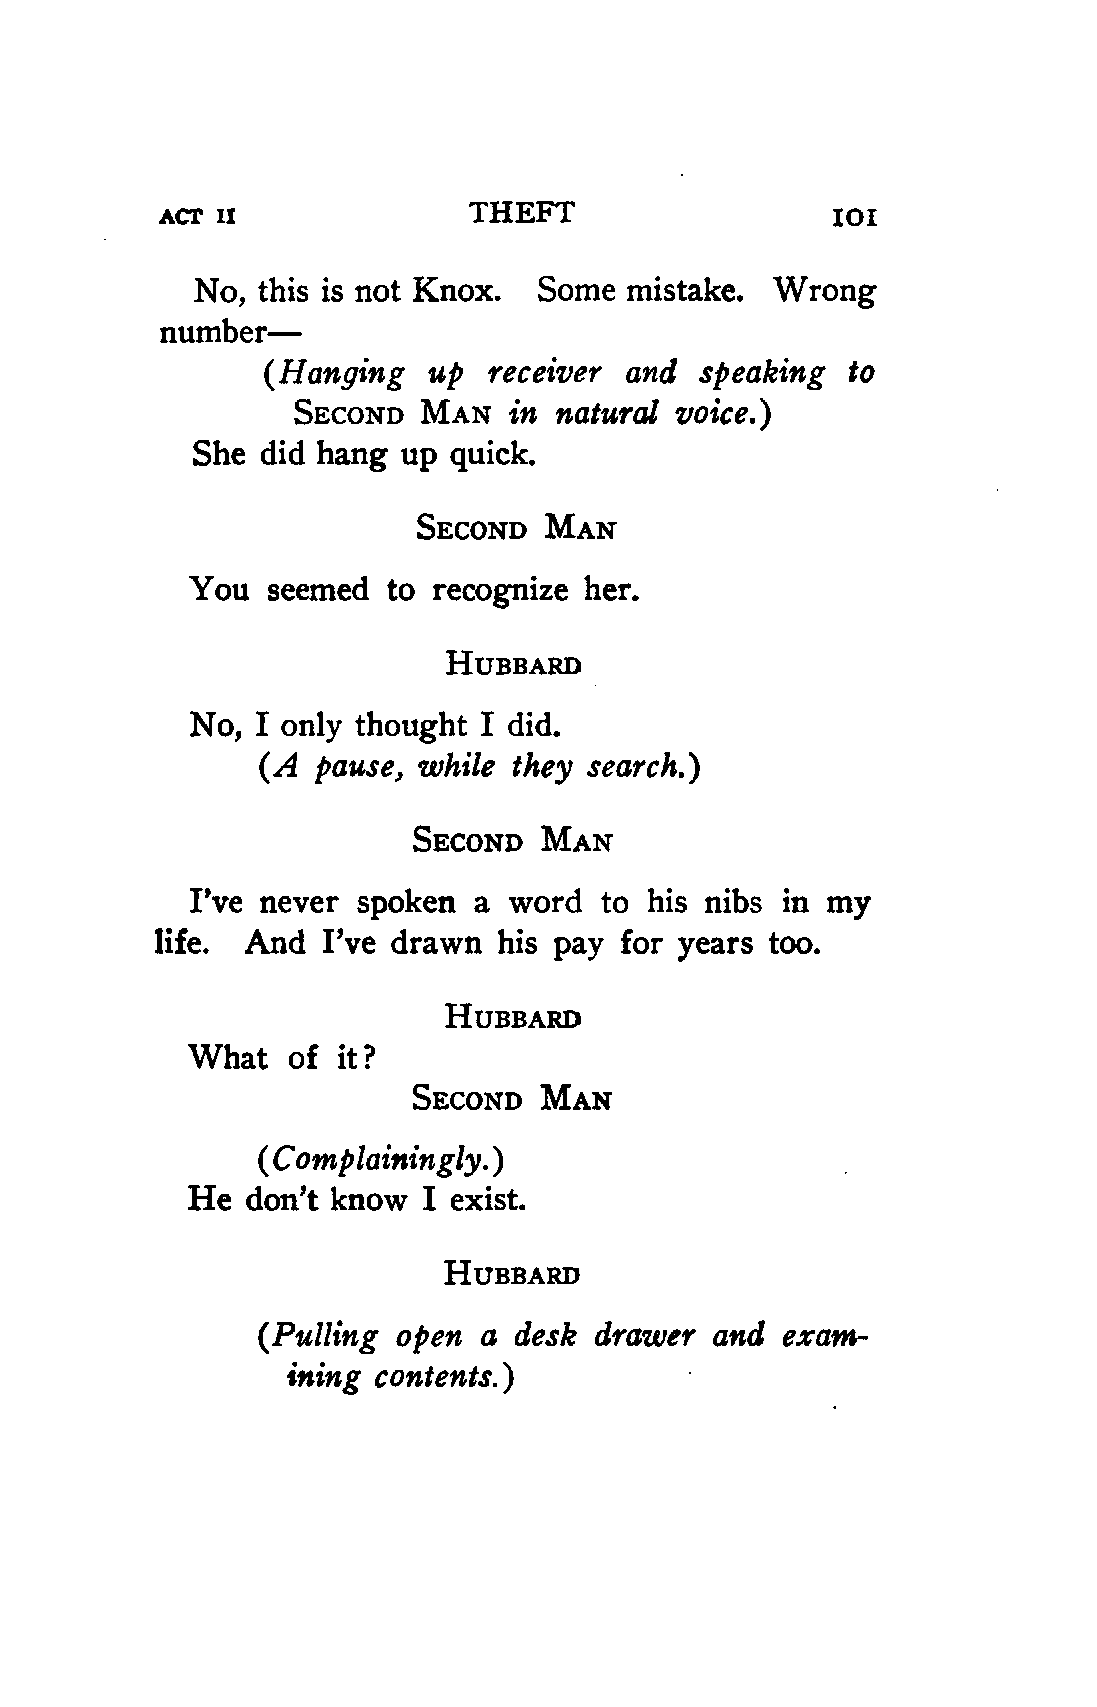 ACT II THEFT 101
No, this is not Knox. Some mistake. Wrong
number—
(Hanging up receiver and speaking to
SECOND MAN in natural voice.)
She did hang up quick.
SECOND MAN
You seemed to recognize her.
HUBBARD
No, I only thought I did.
(A pause, while they search.)
SECOND MAN
I've never spoken a word to his nibs in my
life. And I've drawn his pay for years too.
HUBBARD
What of it?
SECOND MAN
(Complainingly.)
He don't know I exist.
HUBBARD
(Pulling open a desk drawer and exam-
ining contents.)